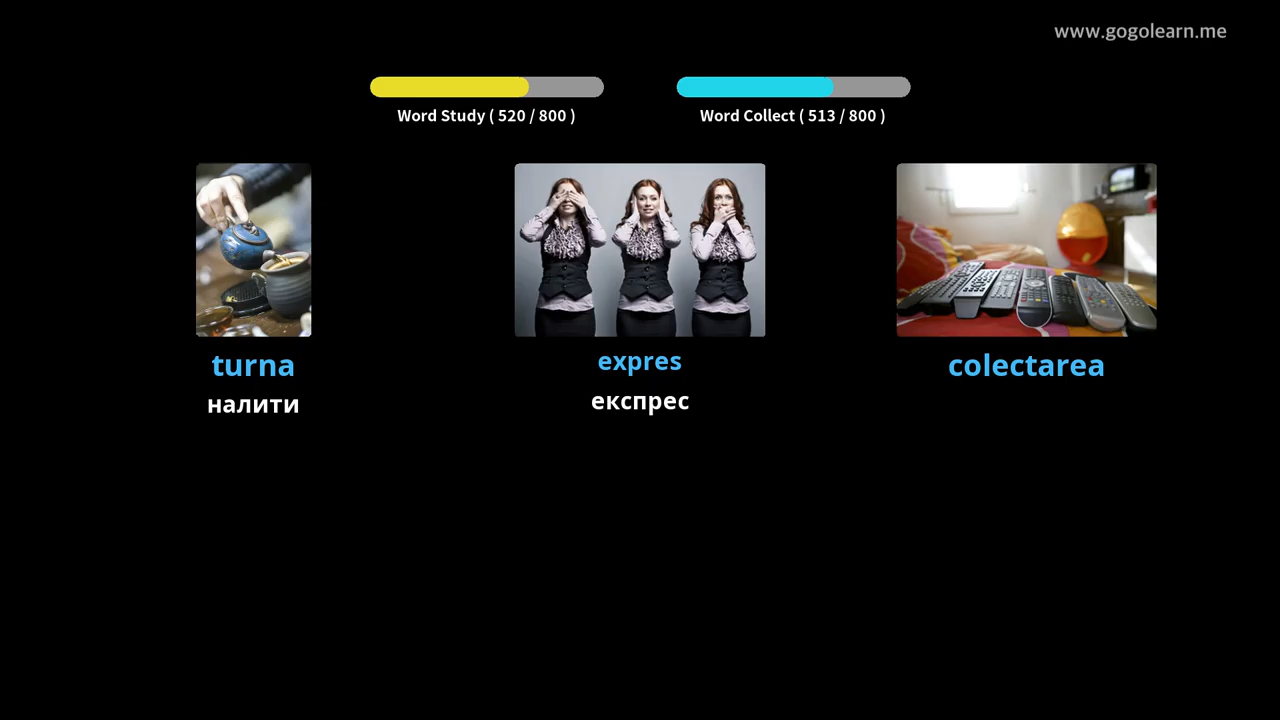 www.gogolearn.me
Word Study ( 520 / 800 )
Word Collect ( 513 / 800 )
turna
налити
expres
експрес
colectarea